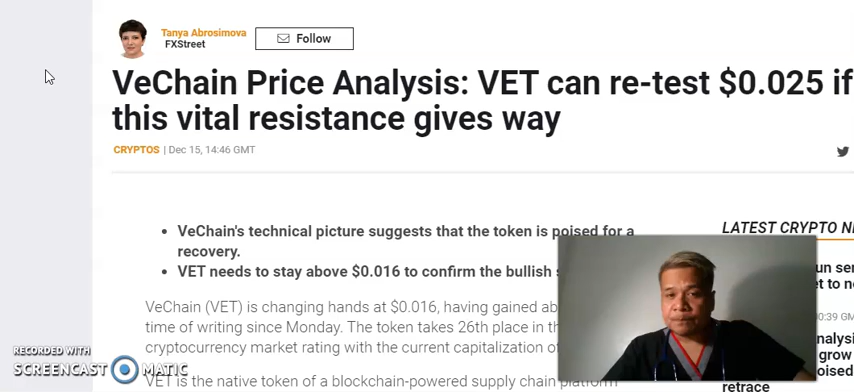 Tanya Abrosimova
FXStreet
Follow
VeChain Price Analysis: VET can re-test $0.025 if
this vital resistance gives way
CRYPTOS | Dec 15, 14:46 GMT
VeChain's technical picture suggests that the token is poised for a
recovery.
LATEST CRYPTO
VET needs to stay above $0.016 to confirm the bullish
VeChain (VET) is changing hands at $0.016, having gained
time of writing since Monday. The token takes 26th place in
cryptocurrency market rating with the current capitalization of
VET is the native token of a blockchain-powered supply chain platform
to
GMT
grow
retrace
RECORDED WITH
SCREENCAST MATIC